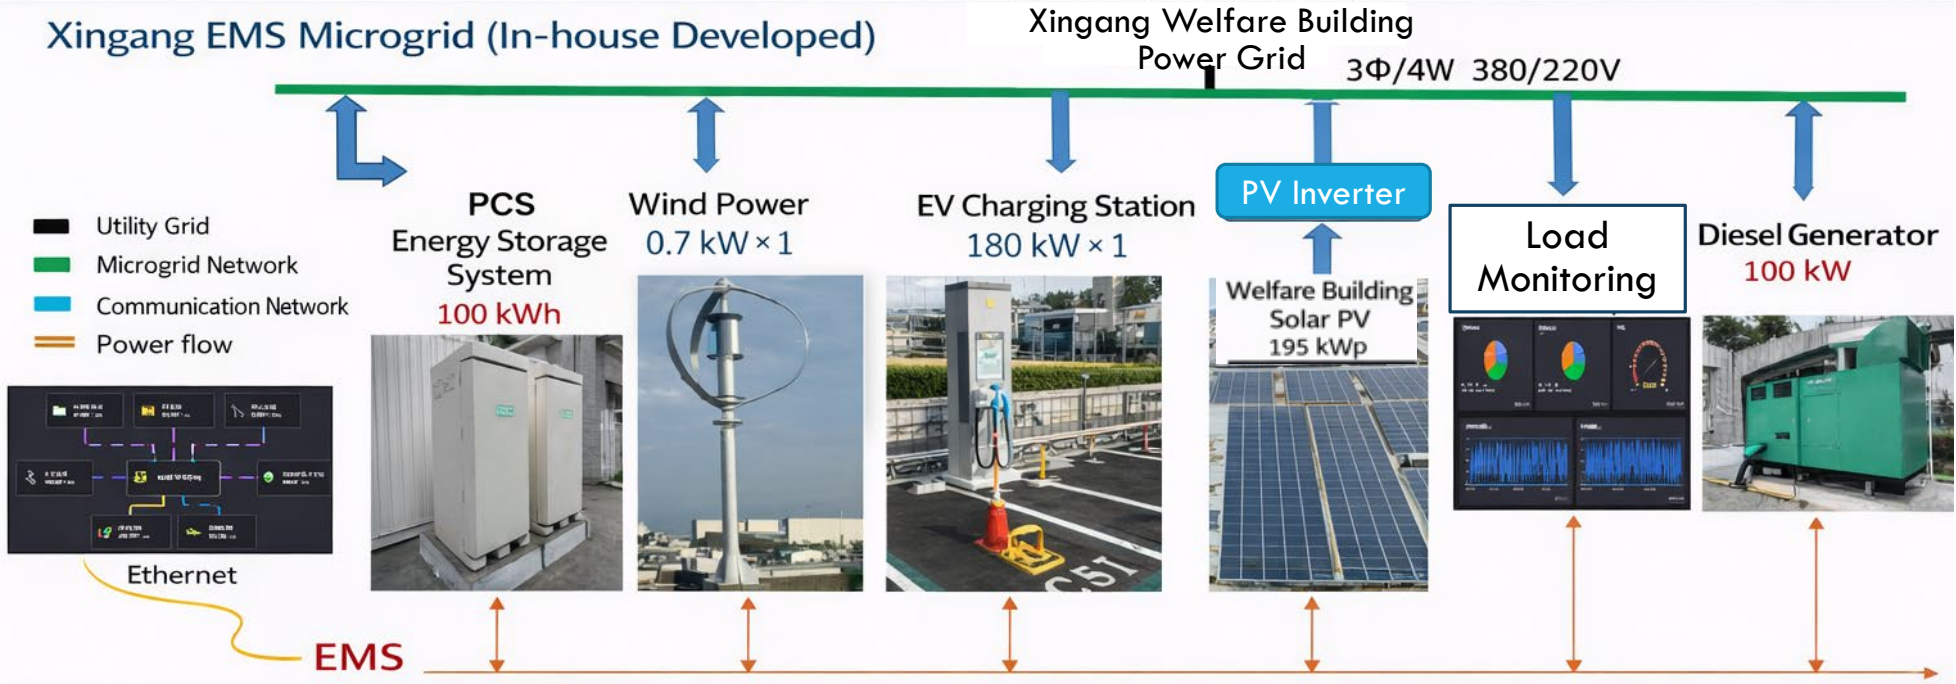 Xingang EMS Microgrid (In-house Developed)
Xingang Welfare Building
Power Grid
3Φ/4W 380/220V
Utility Grid
Microgrid Network
Communication Network
Power flow
PCS
Energy Storage
System
100 kWh
Wind Power
0.7 kW × 1
EV Charging Station
180 kW × 1
PV Inverter
Welfare Building
Solar PV
195 kWp
Load
Monitoring
Diesel Generator
100 kW
C51
Ethernet
EMS